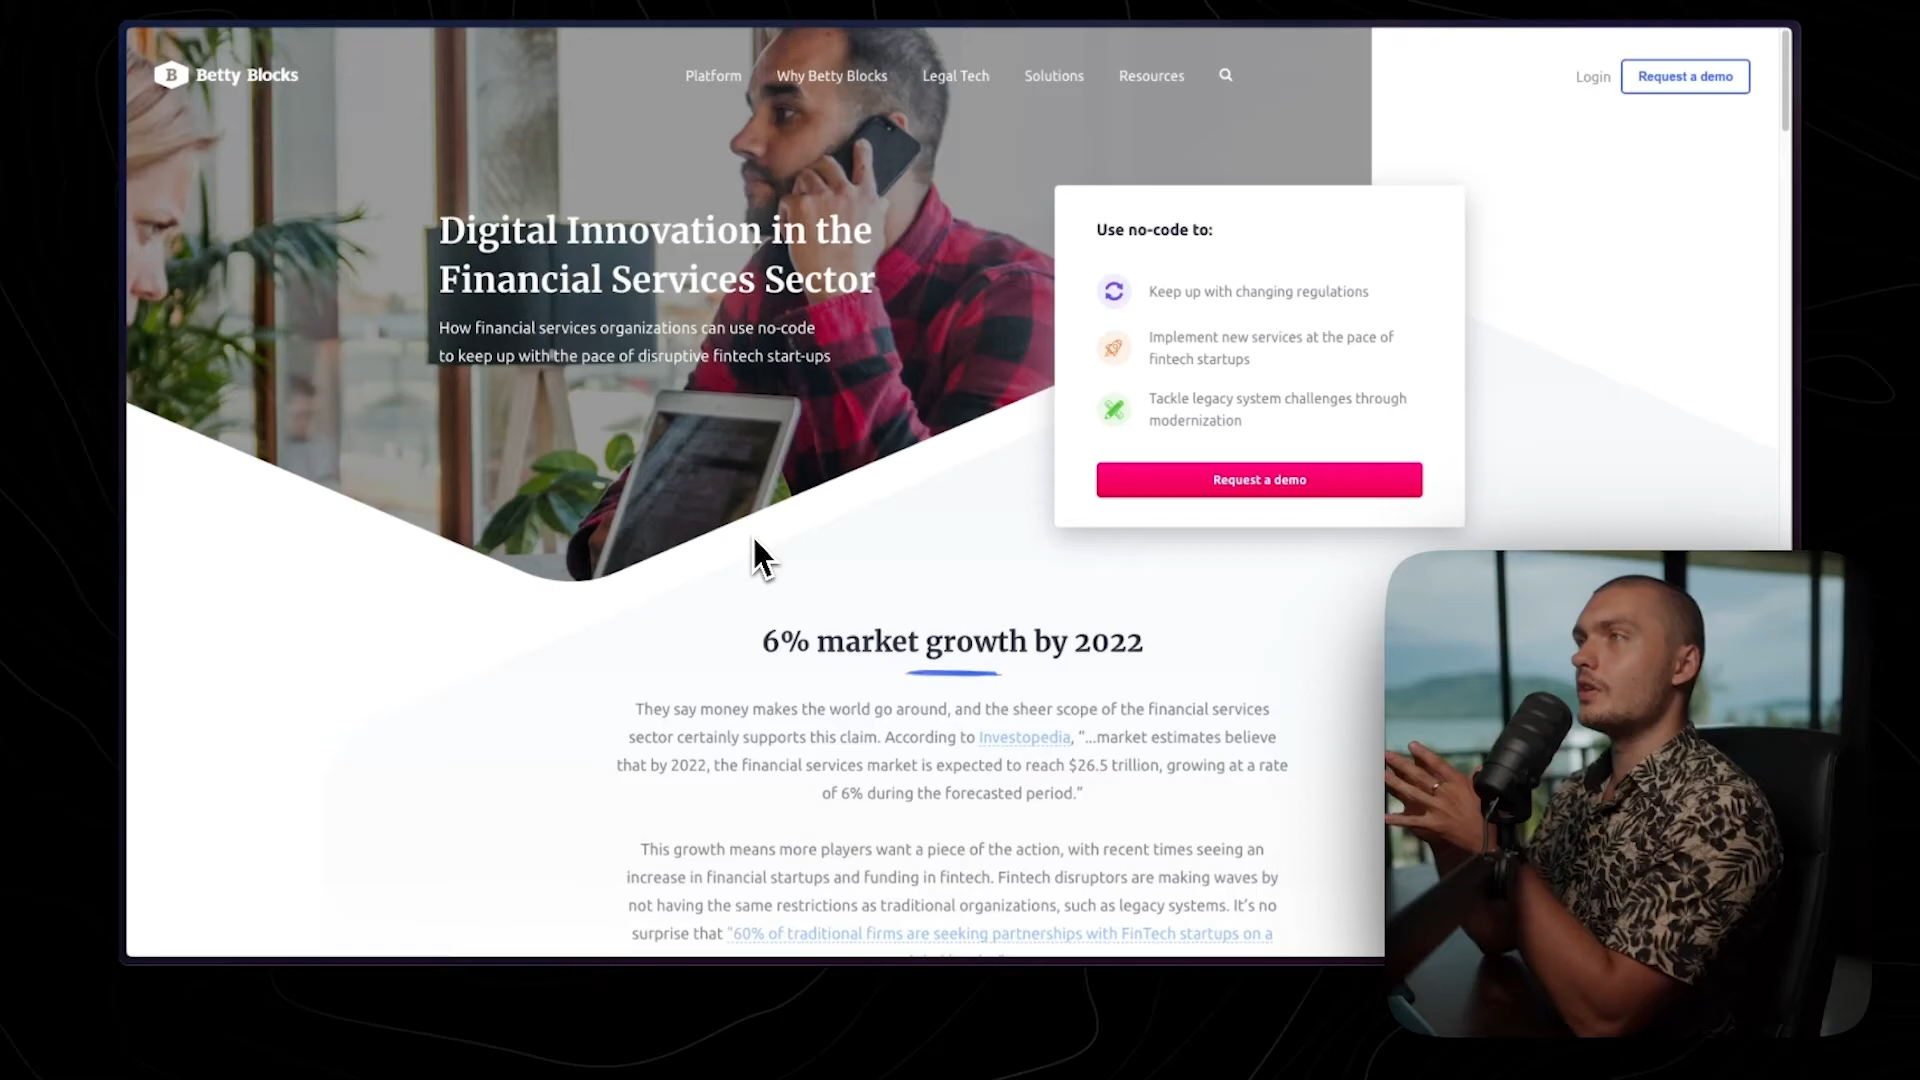 B Betty Blocks
Platform Why Betty Blocks Legal Tech Solutions Resources
Login Request a demo
Digital Innovation in the
Financial Services Sector
How financial services organizations can use no-code
to keep up with the pace of disruptive fintech start-ups
Use no-code to:
Keep up with changing regulations
Implement new services at the pace of
fintech startups
Tackle legacy system challenges through
modernization
Request a demo
6% market growth by 2022
They say money makes the world go around, and the sheer scope of the financial services
sector certainly supports this claim. According to Investopedia, “...market estimates believe
that by 2022, the financial services market is expected to reach $26.5 trillion, growing at a rate
of 6% during the forecasted period.”
This growth means more players want a piece of the action, with recent times seeing an
increase in financial startups and funding in fintech. Fintech disruptors are making waves by
not having the same restrictions as traditional organizations, such as legacy systems. It’s no
surprise that “60% of traditional firms are seeking partnerships with FinTech startups on a